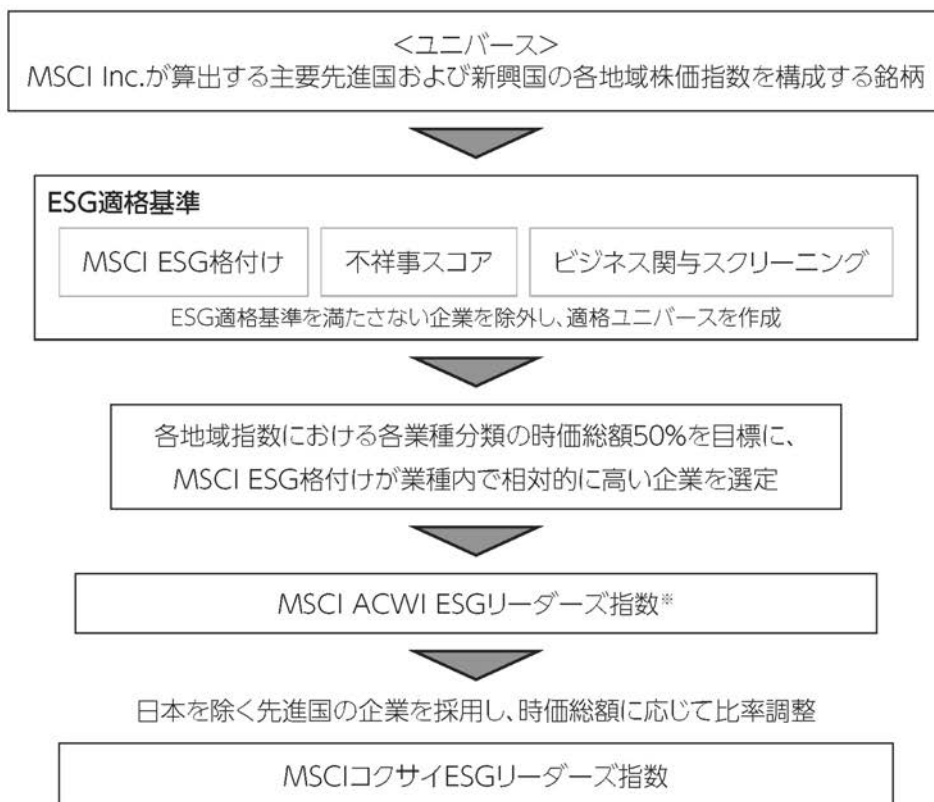 ＜ユニバース＞
MSCI Inc.が算出する主要先進国および新興国の各地域株価指数を構成する銘柄
ESG適格基準
MSCI ESG格付け
不祥事スコア
ビジネス関与スクリーニング
ESG適格基準を満たさない企業を除外し、適格ユニバースを作成
各地域指数における各業種分類の時価総額50%を目標に、
MSCI ESG格付けが業種内で相対的に高い企業を選定
MSCI ACWI ESGリーダーズ指数※
日本を除く先進国の企業を採用し、時価総額に応じて比率調整
MSCIコクサイESGリーダーズ指数